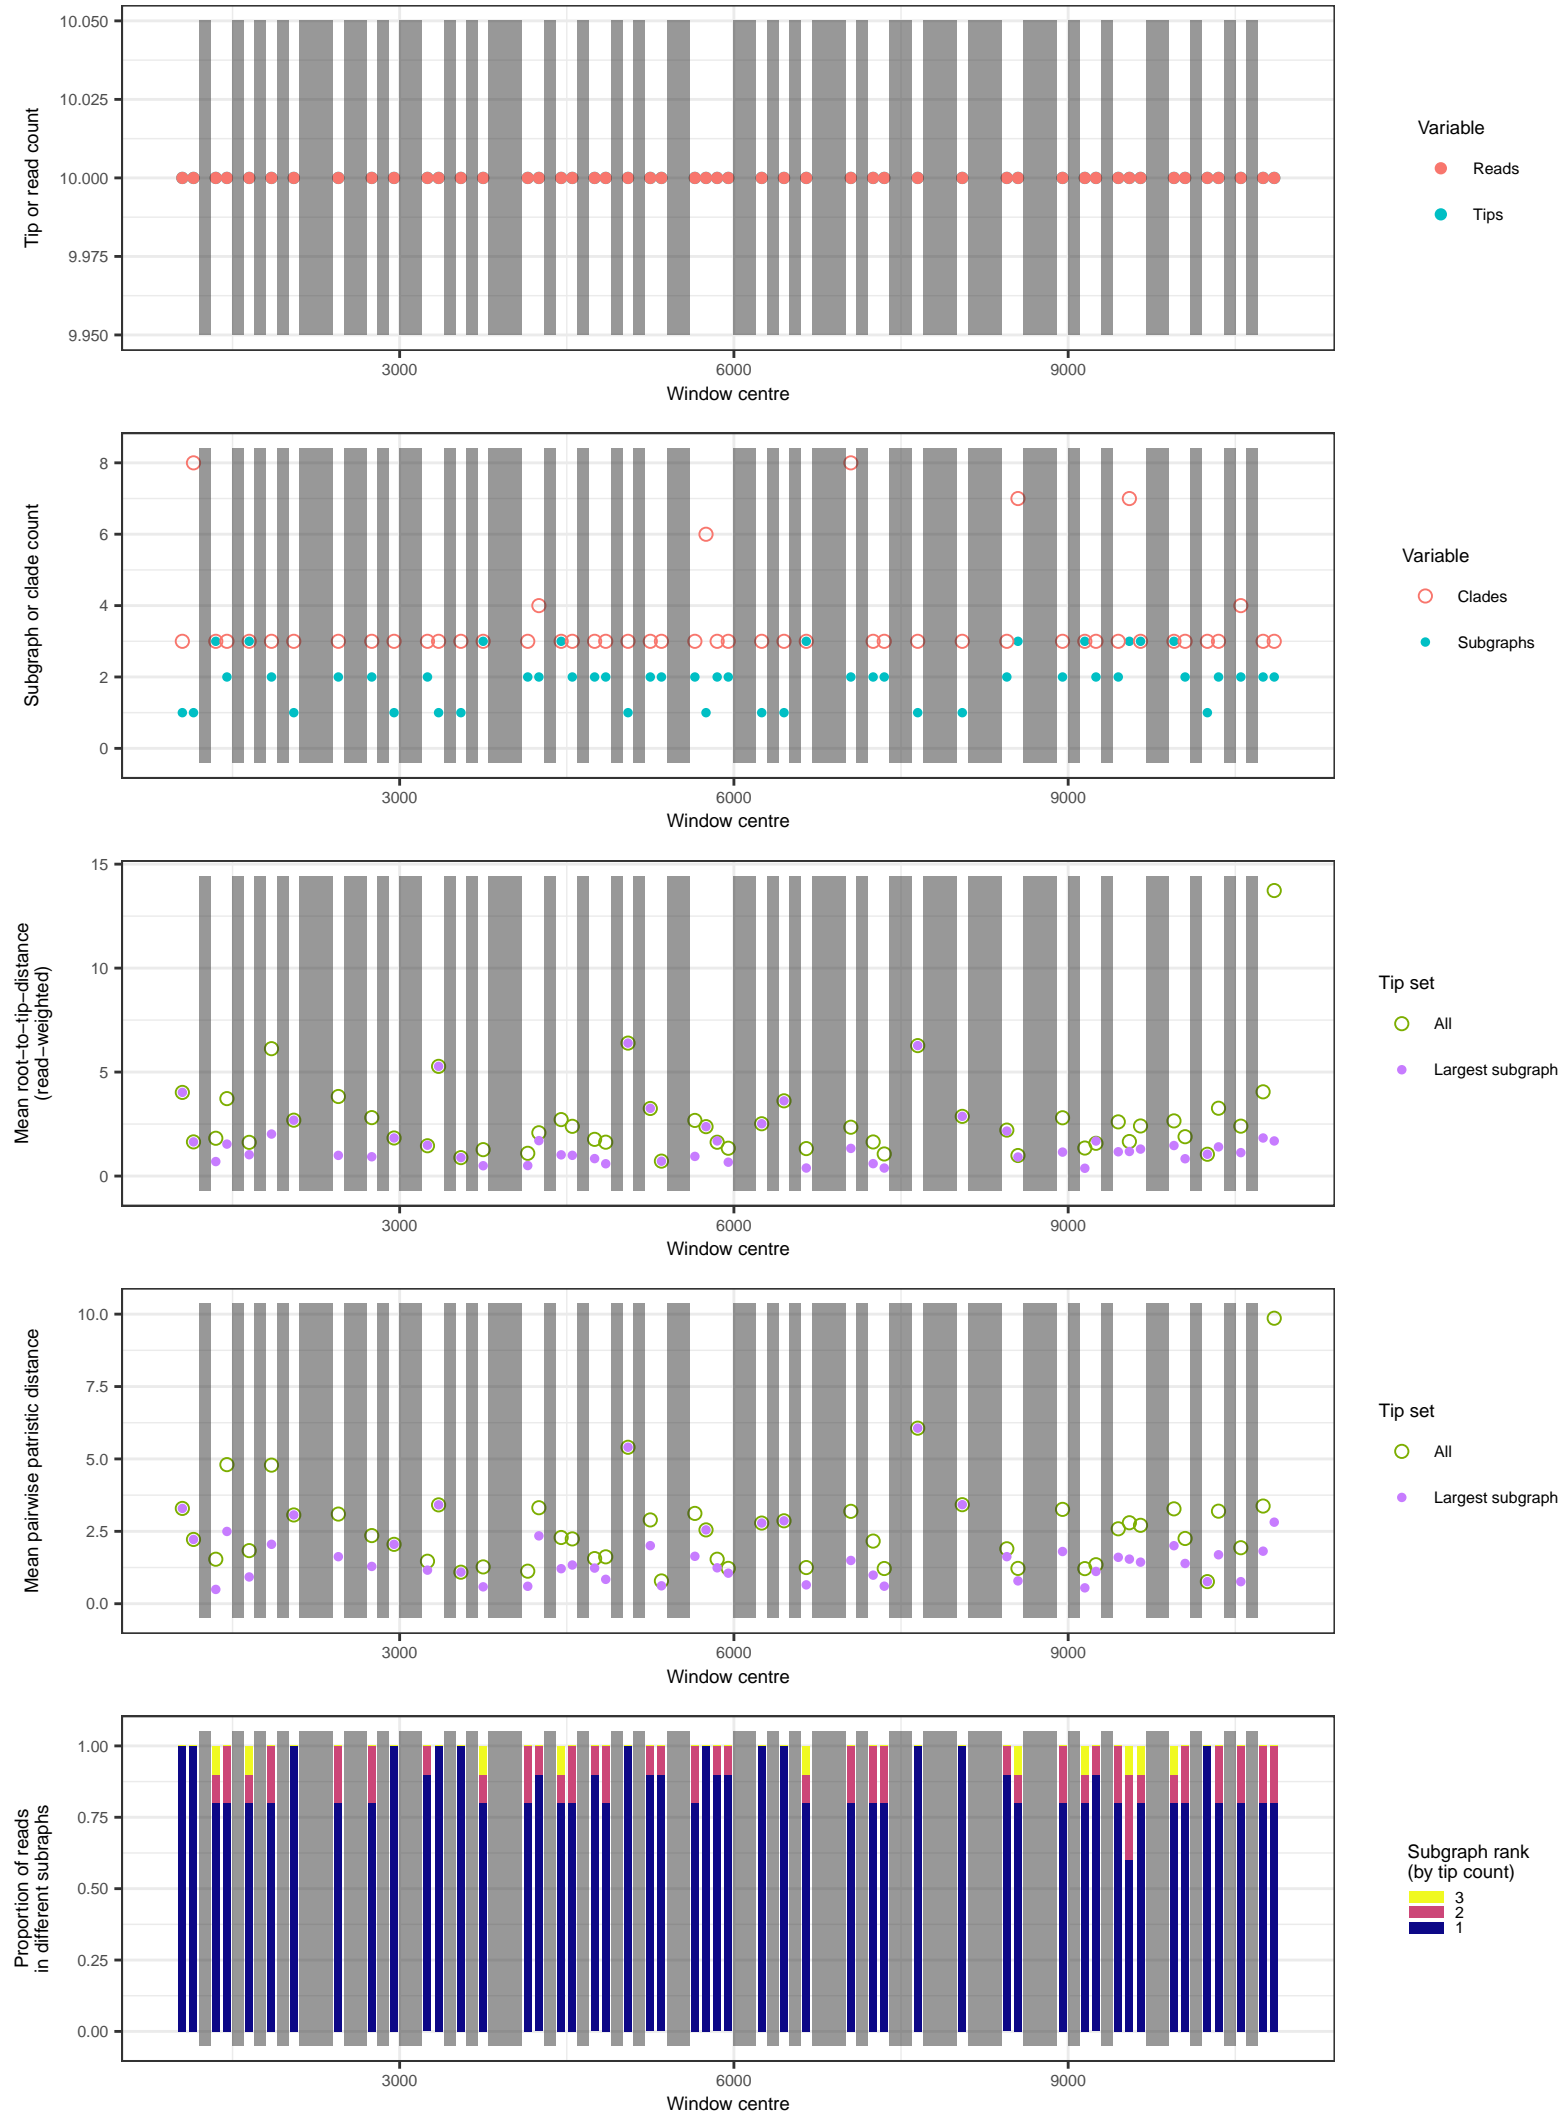 10.050
10.025
10.000
9.975
9.950
Tip or read count
3000 6000 9000
Window centre
Variable
Reads
Tips
8
6
4
2
0
Subgraph or clade count
3000 6000 9000
Window centre
Variable
Clades
Subgraphs
15
10
5
0
Mean root−to−tip−distance
(read−weighted)
3000 6000 9000
Window centre
Tip set
All
Largest subgraph
10.0
7.5
5.0
2.5
0.0
Mean pairwise patristic distance
3000 6000 9000
Window centre
Tip set
All
Largest subgraph
1.00
0.75
0.50
0.25
0.00
Proportion of reads
in different subraphs
3000 6000 9000
Window centre
Subgraph rank
(by tip count)
3
2
1